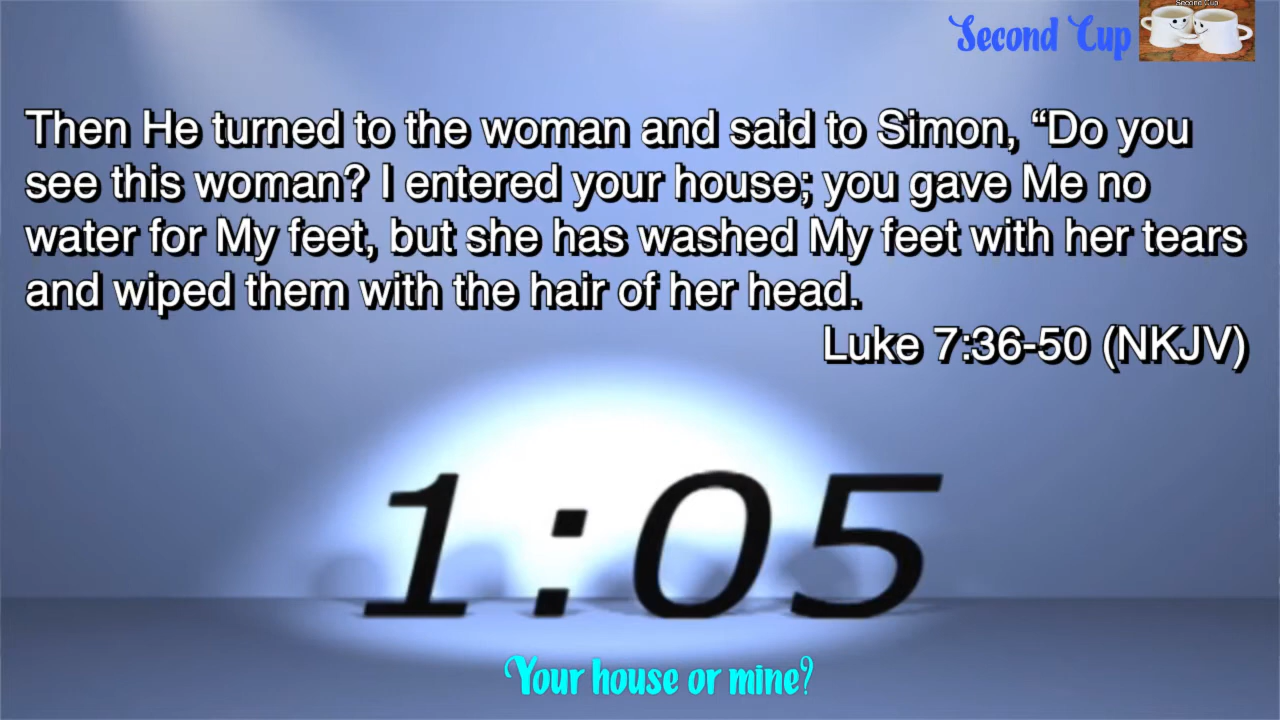 Second Cup
Second Cup
Then He turned to the woman and said to Simon, “Do you
see this woman? I entered your house; you gave Me no
water for My feet, but she has washed My feet with her tears
and wiped them with the hair of her head.
Luke 7:36-50 (NKJV)
1:05
Your house or mine?